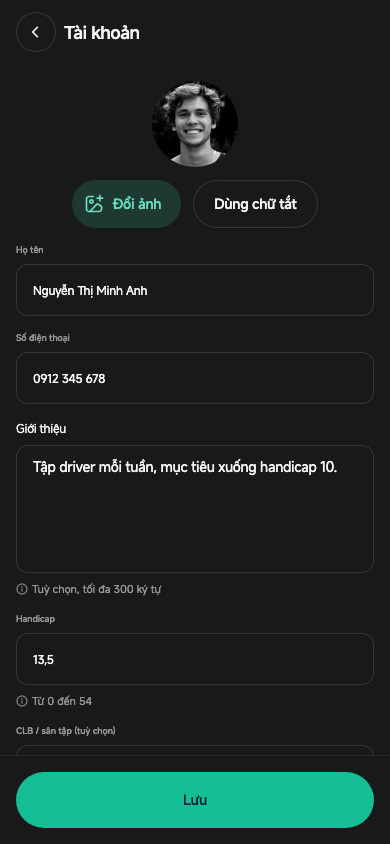 Tài khoản
Đổi ảnh
Dùng chữ tắt
Họ tên
Nguyễn Thị Minh Anh
Số điện thoại
0912 345 678
Giới thiệu
Tập driver mỗi tuần, mục tiêu xuống handicap 10.
Tuỳ chọn, tối đa 300 ký tự
Handicap
13,5
Từ 0 đến 54
CLB / sân tập (tuỳ chọn)
Lưu